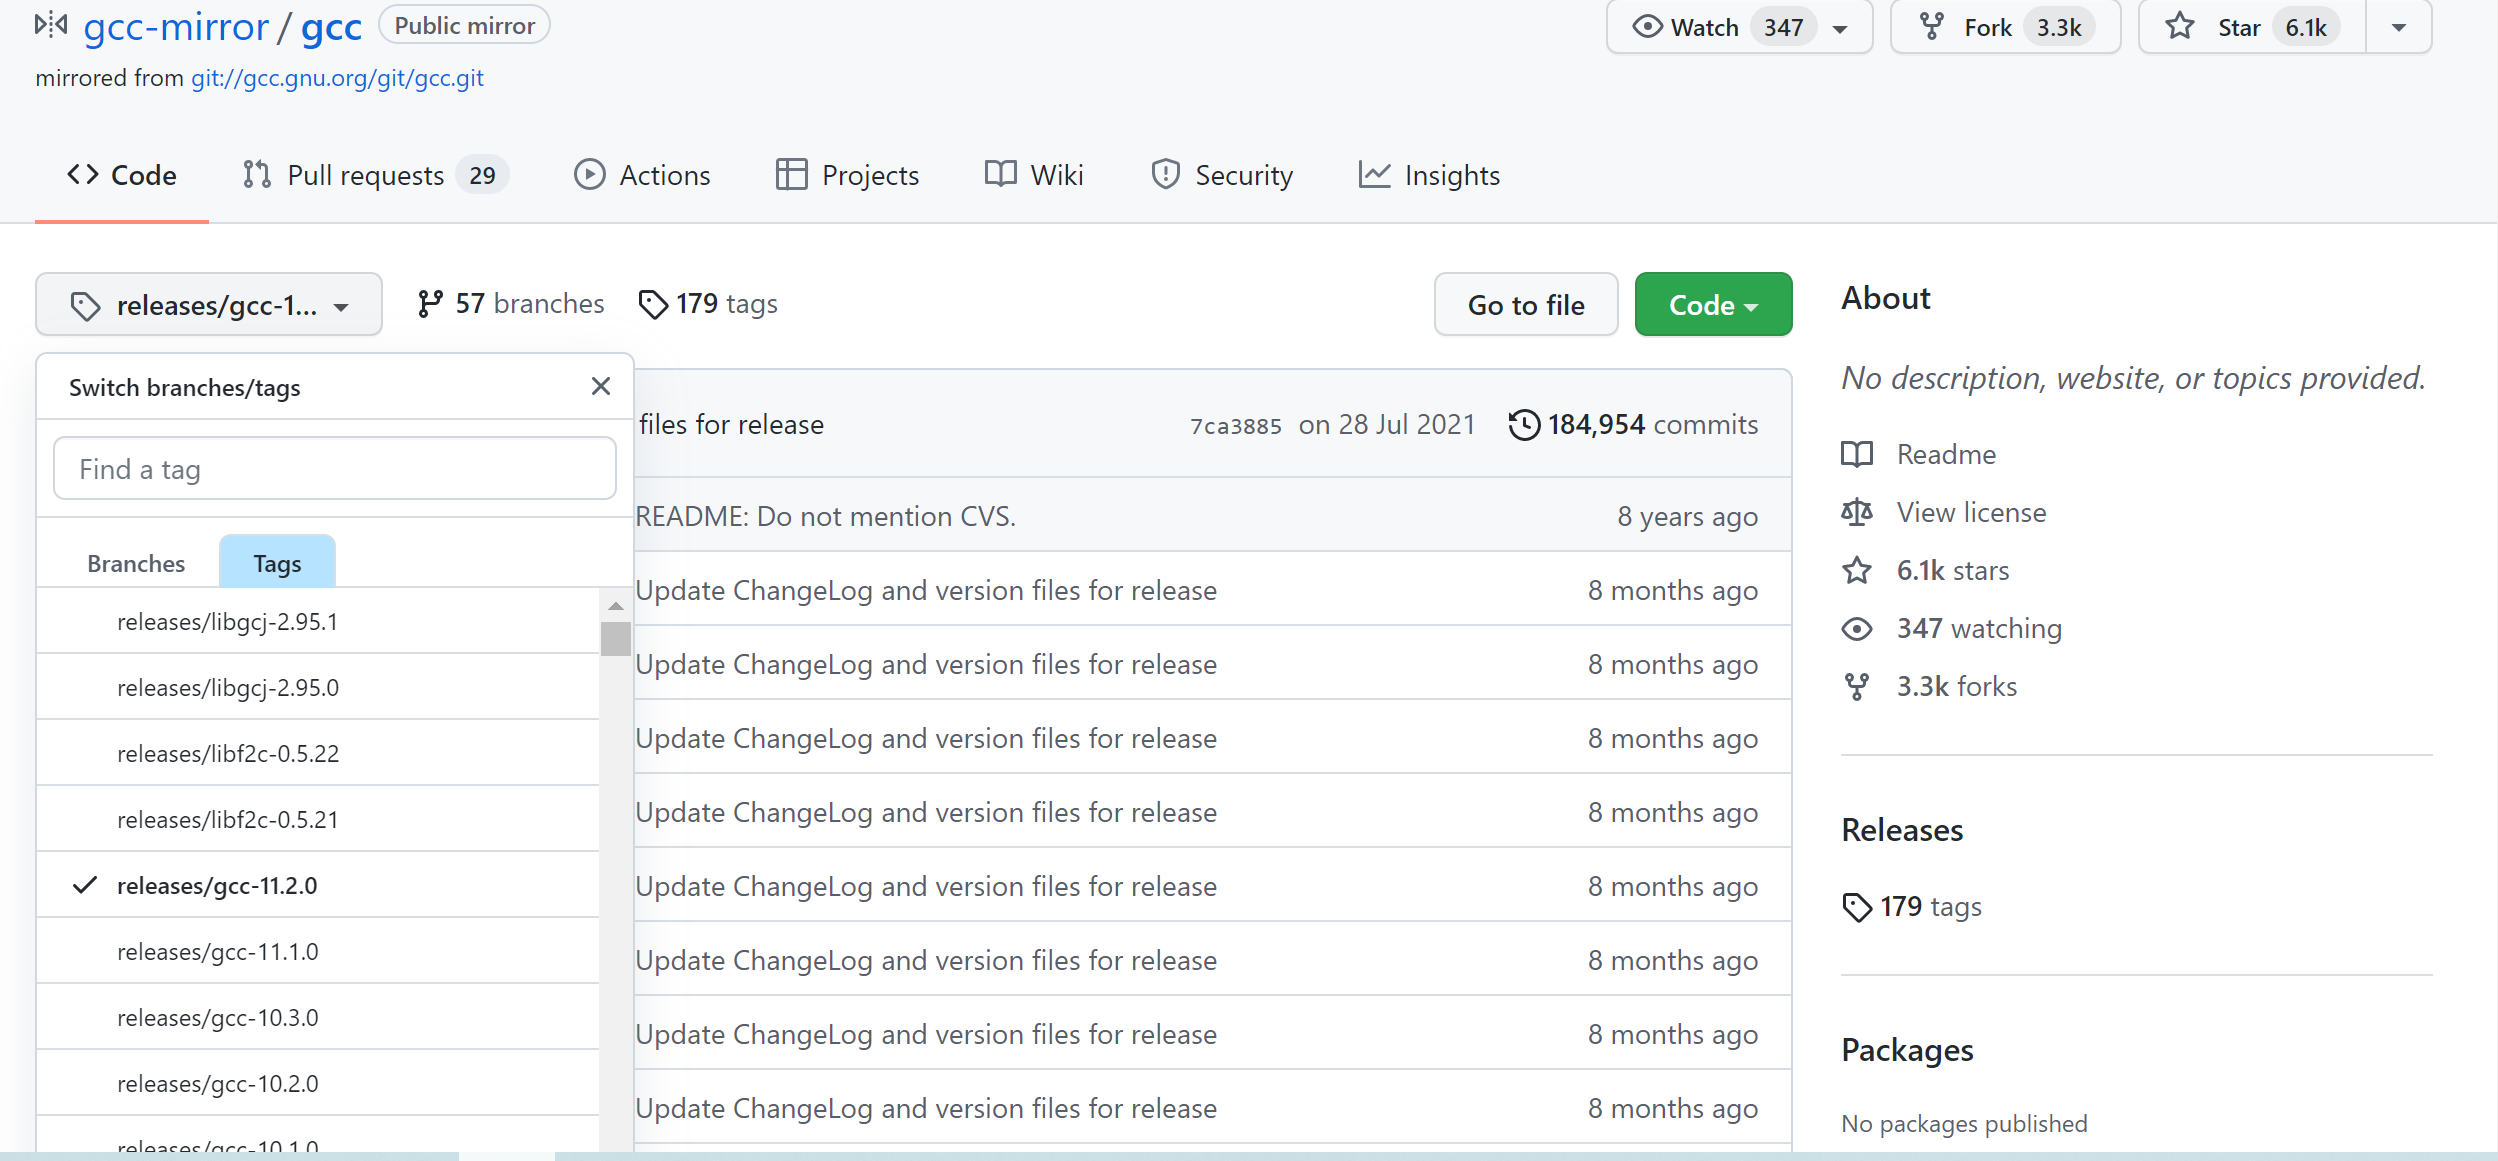 gcc-mirror / gcc Public mirror
Watch 347
Fork 3.3k
Star 6.1k
mirrored from git://gcc.gnu.org/git/gcc.git
Code
Pull requests 29
Actions
Projects
Wiki
Security
Insights
releases/gcc-1...
57 branches
179 tags
Go to file
Code
Switch branches/tags
Find a tag
Branches
Tags
releases/libgcj-2.95.1
releases/libgcj-2.95.0
releases/libf2c-0.5.22
releases/libf2c-0.5.21
releases/gcc-11.2.0
releases/gcc-11.1.0
releases/gcc-10.3.0
releases/gcc-10.2.0
releases/gcc-10.1.0
files for release 7ca3885 on 28 Jul 2021 184,954 commits
README: Do not mention CVS. 8 years ago
Update ChangeLog and version files for release 8 months ago
Update ChangeLog and version files for release 8 months ago
Update ChangeLog and version files for release 8 months ago
Update ChangeLog and version files for release 8 months ago
Update ChangeLog and version files for release 8 months ago
Update ChangeLog and version files for release 8 months ago
Update ChangeLog and version files for release 8 months ago
Update ChangeLog and version files for release 8 months ago
About
No description, website, or topics provided.
Readme
View license
6.1k stars
347 watching
3.3k forks
Releases
179 tags
Packages
No packages published